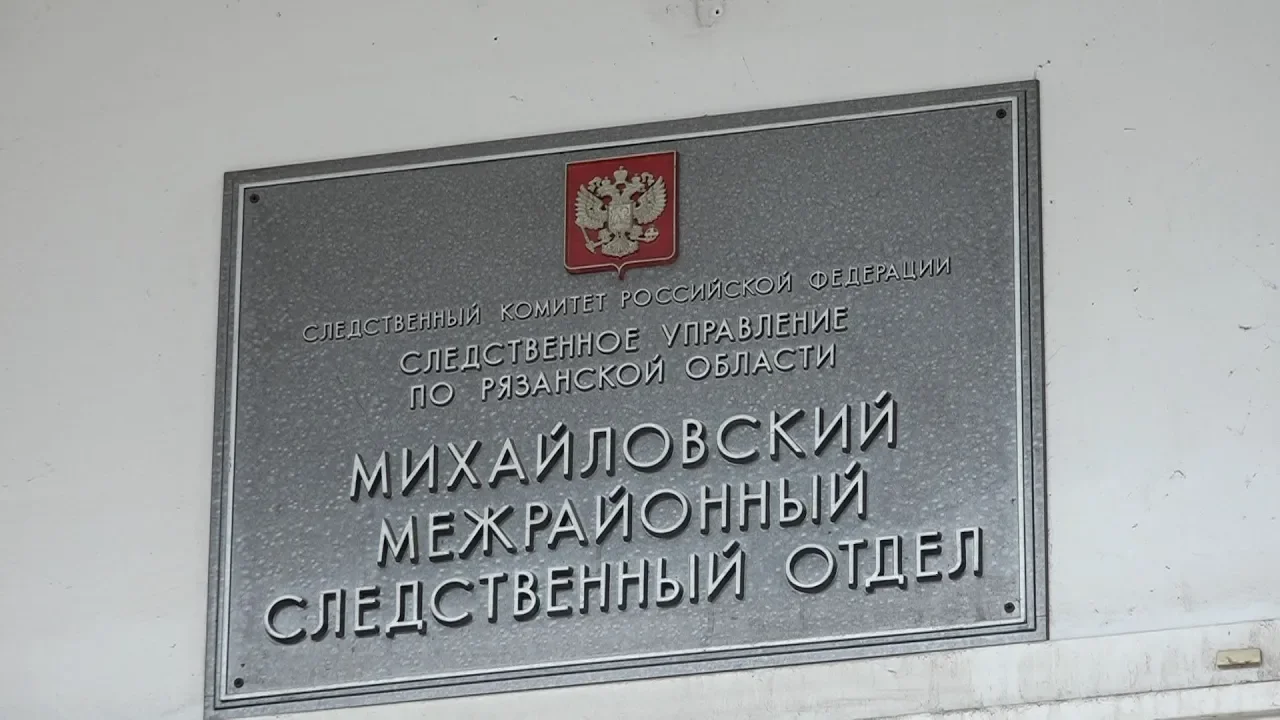 СЛЕДСТВЕННЫЙ КОМИТЕТ РОССИЙСКОЙ ФЕДЕРАЦИИ
СЛЕДСТВЕННОЕ УПРАВЛЕНИЕ
ПО РЯЗАНСКОЙ ОБЛАСТИ
МИХАЙЛОВСКИЙ
МЕЖРАЙОННЫЙ
СЛЕДСТВЕННЫЙ ОТДЕЛ